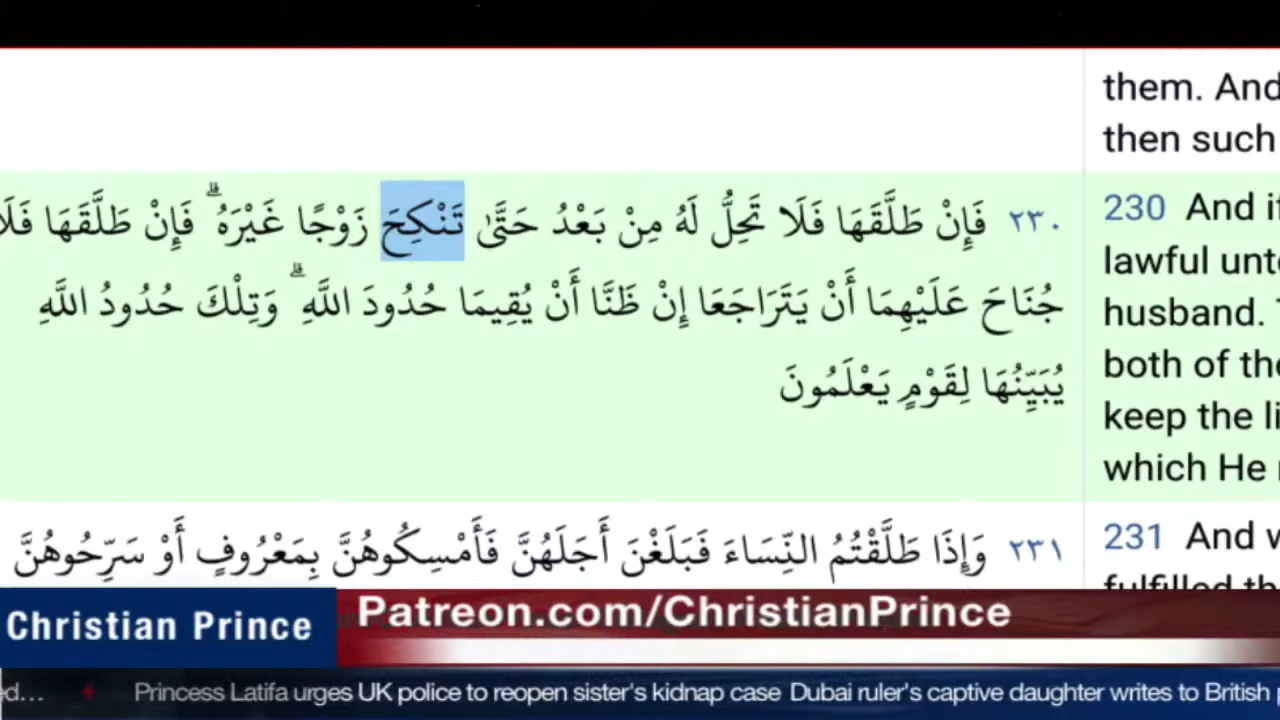 them. And
then such
٢٣٠ فَإِنْ طَلَّقَهَا فَلَا تَحِلُّ لَهُ مِنْ بَعْدُ حَتَّىٰ تَنْكِحَ زَوْجًا غَيْرَهُ ۗ فَإِنْ طَلَّقَهَا فَلَا
جُنَاحَ عَلَيْهِمَا أَنْ يَتَرَاجَعَا إِنْ ظَنَّا أَنْ يُقِيمَا حُدُودَ اللَّهِ ۗ وَتِلْكَ حُدُودُ اللَّهِ
يُبَيِّنُهَا لِقَوْمٍ يَعْلَمُونَ
230 And if
lawful unto
husband.
both of the
keep the li
which He
٢٣١ وَإِذَا طَلَّقْتُمُ النِّسَاءَ فَبَلَغْنَ أَجَلَهُنَّ فَأَمْسِكُوهُنَّ بِمَعْرُوفٍ أَوْ سَرِّحُوهُنَّ
231 And w
fulfilled th
Christian Prince
Patreon.com/ChristianPrince
ed... Princess Latifa urges UK police to reopen sister's kidnap case Dubai ruler's captive daughter writes to British